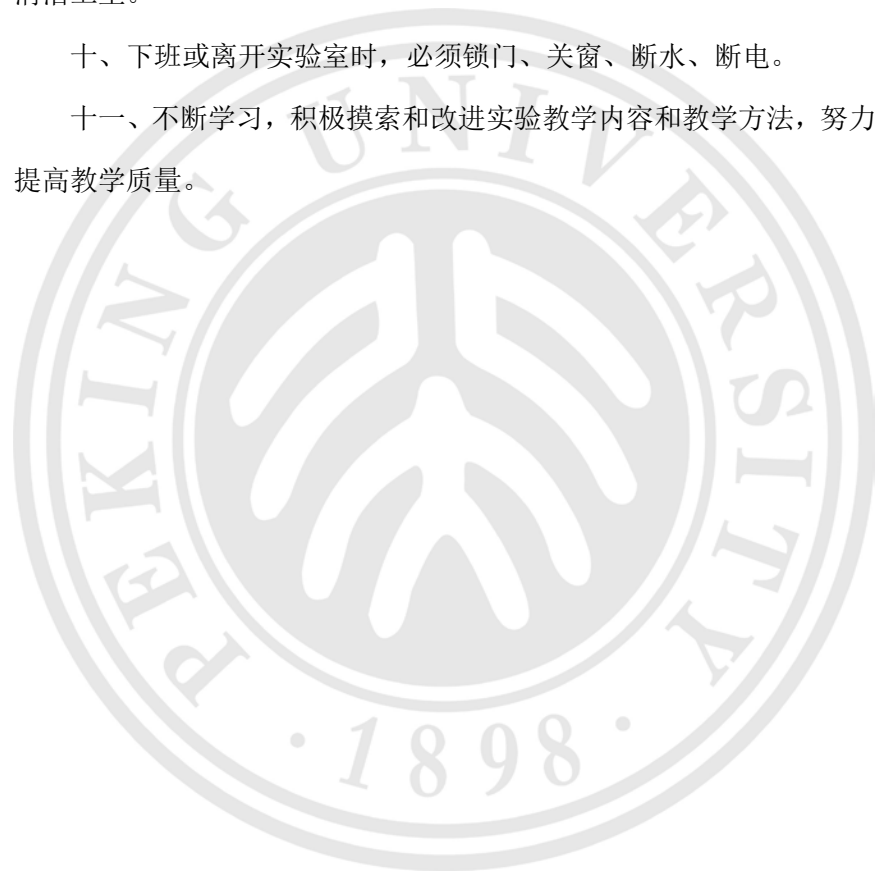 十、下班或离开实验室时，必须锁门、关窗、断水、断电。
十一、不断学习，积极摸索和改进实验教学内容和教学方法，努力
提高教学质量。
PEKING UNIVERSITY
·1898·